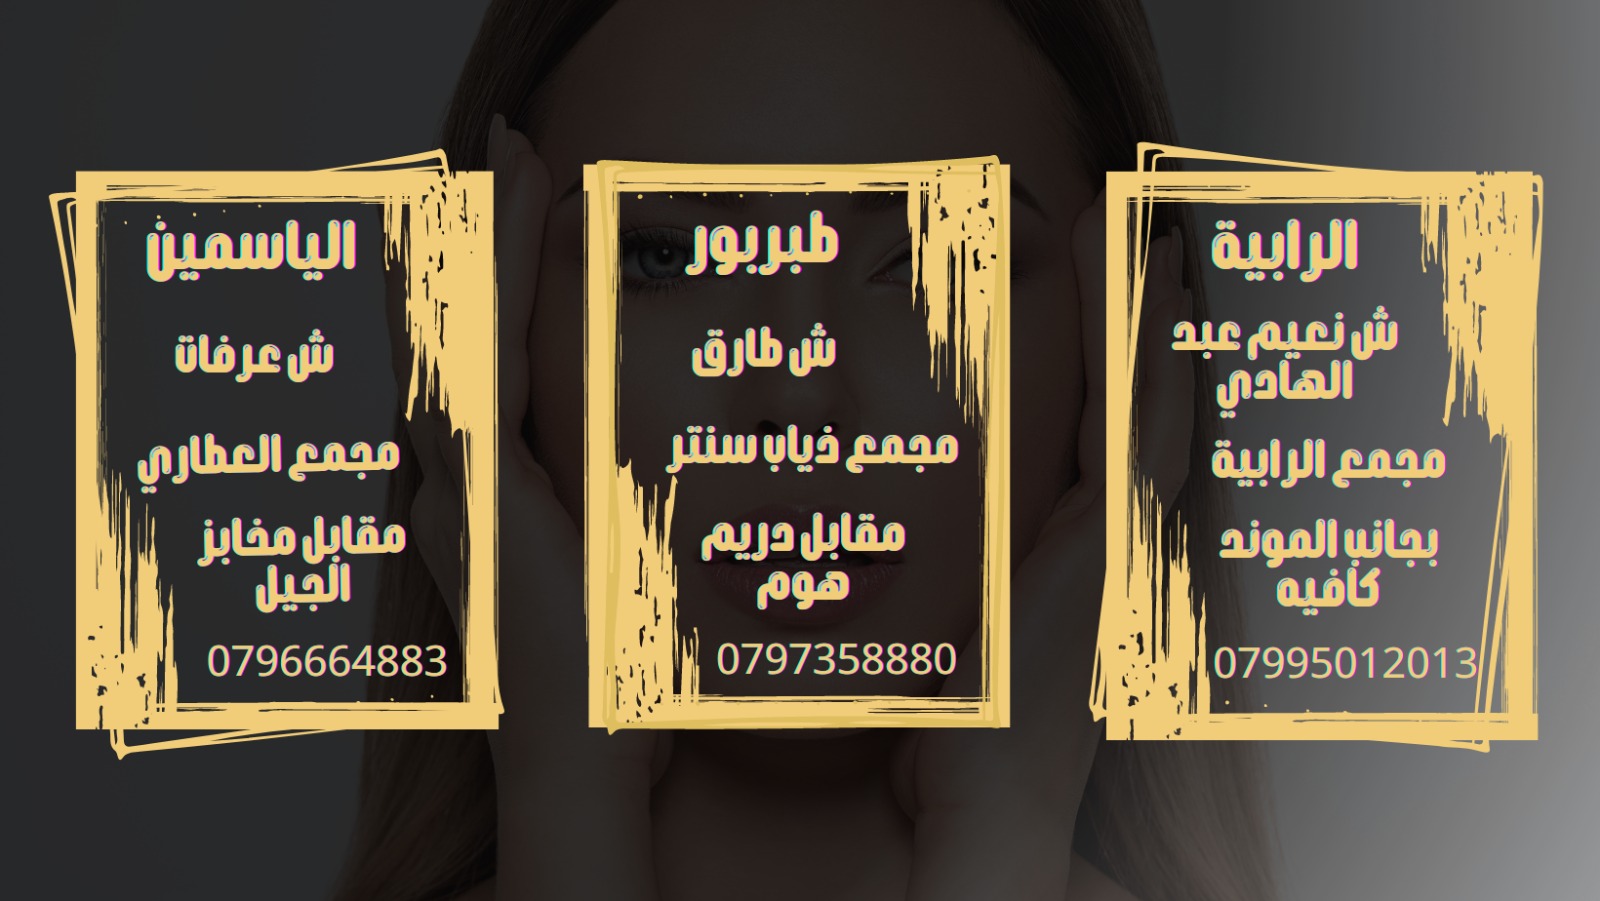 الرابية
ش نعيم عبد
الهادي
مجمع الرابية
بجانب الموند
كافيه
07995012013
طبربور
ش طارق
مجمع ذياب سنتر
مقابل دريم
هوم
0797358880
الياسمين
ش عرفات
مجمع العطاري
مقابل مخابز
الجيل
0796664883